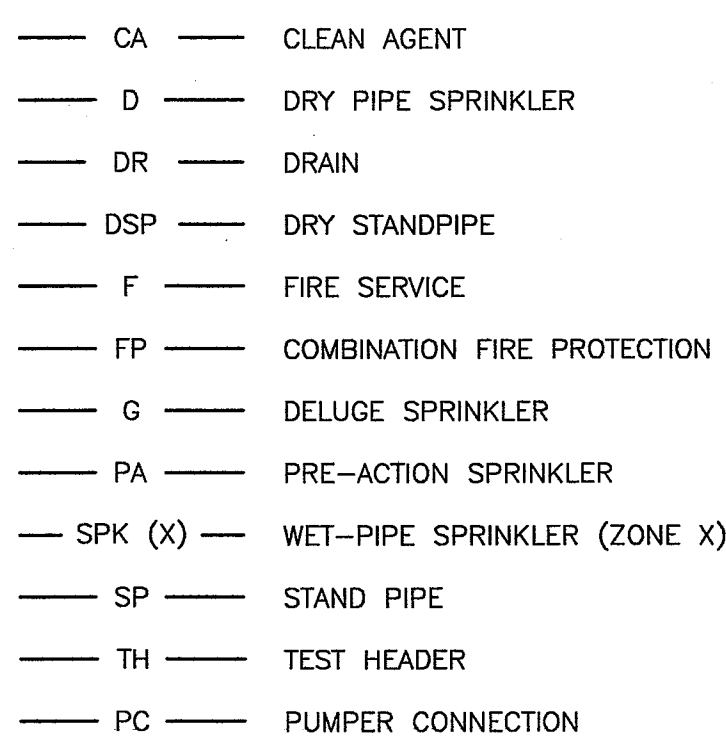 CA CLEAN AGENT
D DRY PIPE SPRINKLER
DR DRAIN
DSP DRY STANDPIPE
F FIRE SERVICE
FP COMBINATION FIRE PROTECTION
G DELUGE SPRINKLER
PA PRE-ACTION SPRINKLER
SPK (X) WET-PIPE SPRINKLER (ZONE X)
SP STAND PIPE
TH TEST HEADER
PC PUMPER CONNECTION